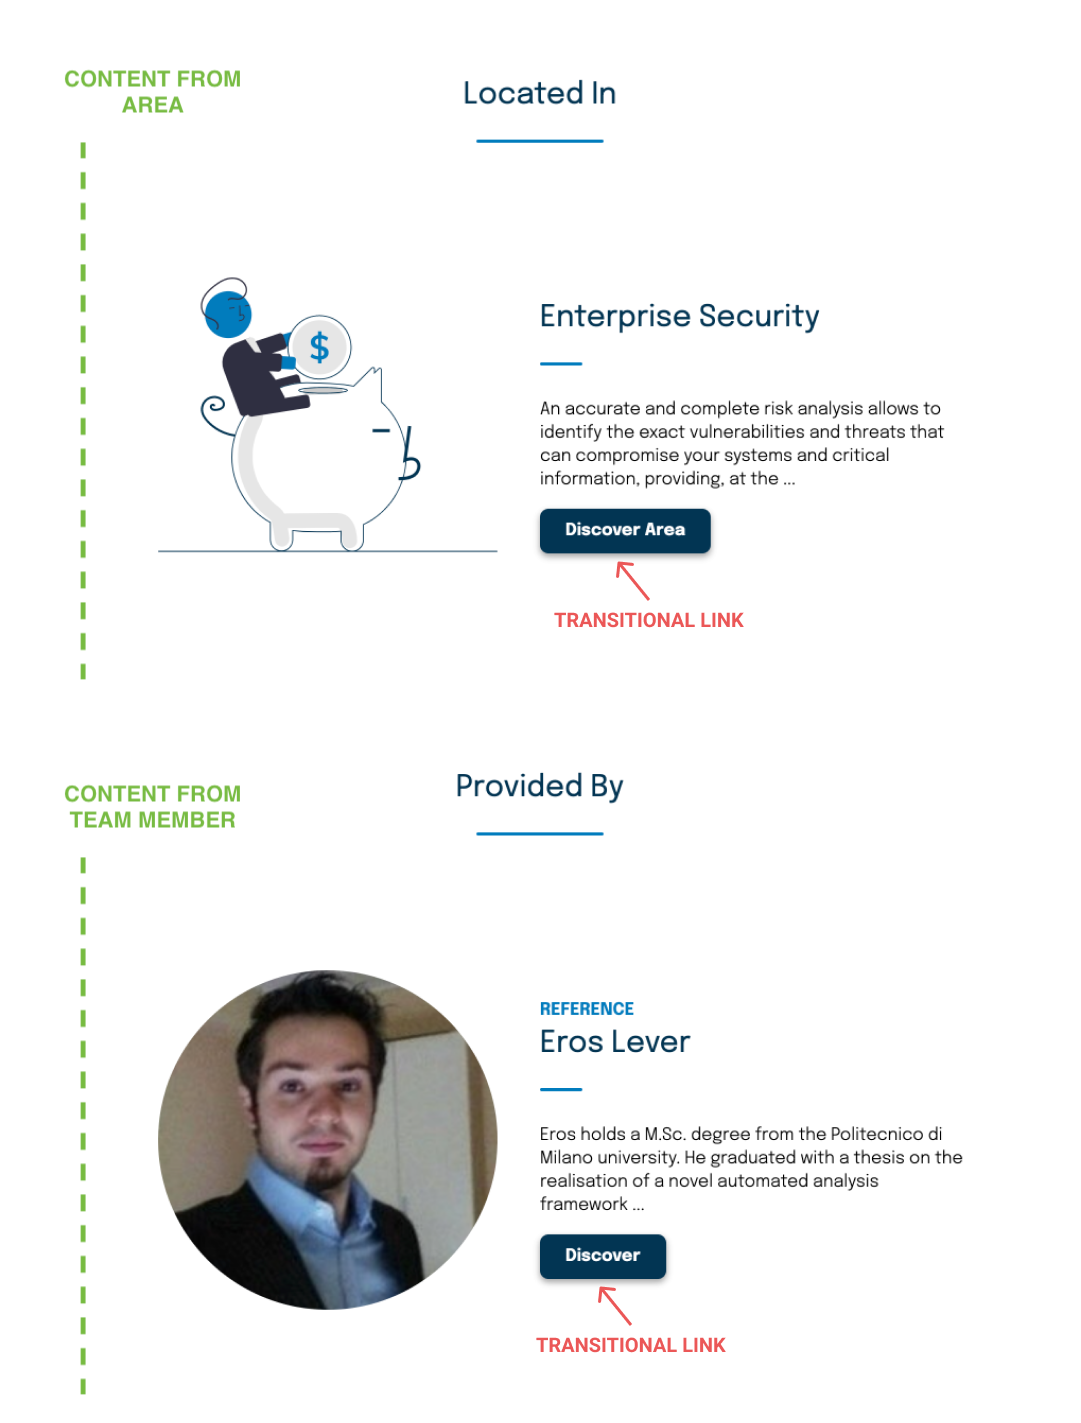 CONTENT FROM
AREA
Located In
$
Enterprise Security
An accurate and complete risk analysis allows to
identify the exact vulnerabilities and threats that
can compromise your systems and critical
information, providing, at the ...
Discover Area
TRANSITIONAL LINK
CONTENT FROM
TEAM MEMBER
Provided By
REFERENCE
Eros Lever
Eros holds a M.Sc. degree from the Politecnico di
Milano university. He graduated with a thesis on the
realisation of a novel automated analysis
framework ...
Discover
TRANSITIONAL LINK